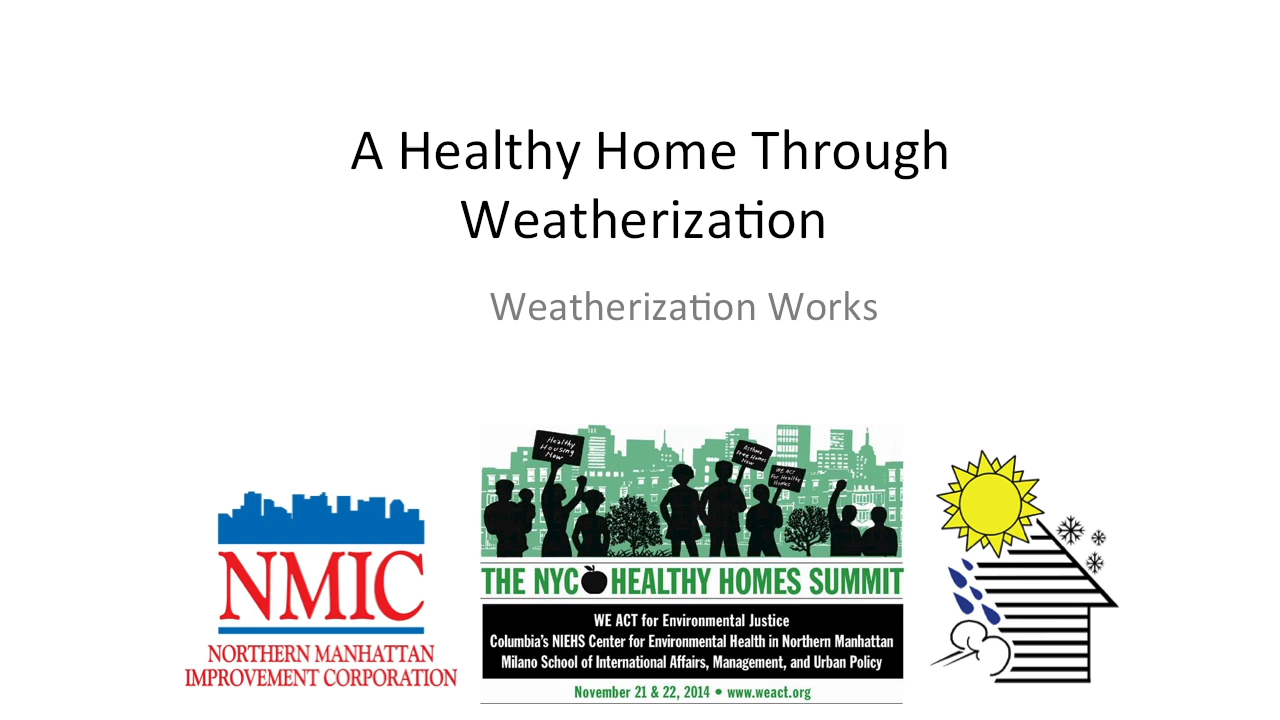 A Healthy Home Through
Weatherization
Weatherization Works
Healthy
Housing
Now
Asthma
Free Homes
Now
WE ACT
For Healthy
Homes
NMIC
NORTHERN MANHATTAN
IMPROVEMENT CORPORATION
THE NYC HEALTHY HOMES SUMMIT
WE ACT for Environmental Justice
Columbia's NIEHS Center for Environmental Health in Northern Manhattan
Milano School of International Affairs, Management, and Urban Policy
November 21 & 22, 2014 • www.weact.org